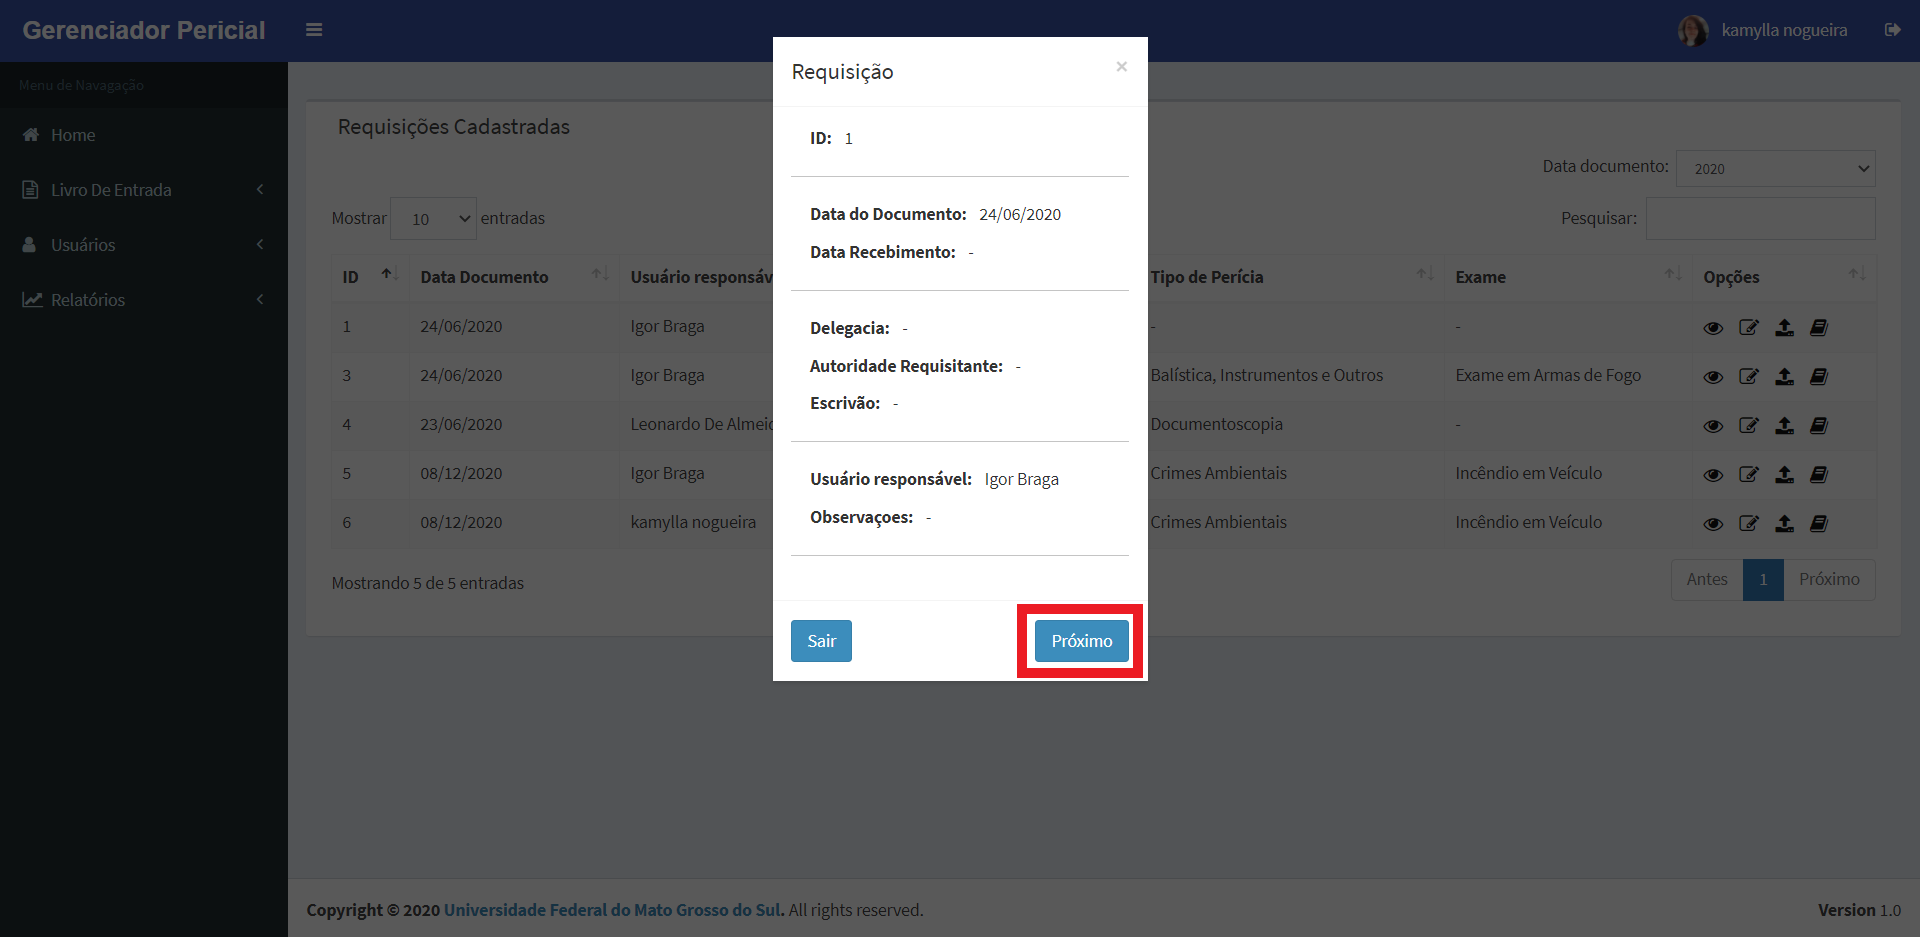 Gerenciador Pericial
kamylla nogueira
Menu de Navagação
Home
Livro De Entrada
Usuários
Relatórios
Requisições Cadastradas
Data documento: 2020
Mostrar 10 entradas
Pesquisar:
ID Data Documento Usuário responsáv Tipo de Perícia Exame Opções
1 24/06/2020 Igor Braga - -
3 24/06/2020 Igor Braga Balística, Instrumentos e Outros Exame em Armas de Fogo
4 23/06/2020 Leonardo De Almeid Documentoscopia -
5 08/12/2020 Igor Braga Crimes Ambientais Incêndio em Veículo
6 08/12/2020 kamylla nogueira Crimes Ambientais Incêndio em Veículo
Mostrando 5 de 5 entradas
Antes 1 Próximo
Requisição ×
ID: 1
Data do Documento: 24/06/2020
Data Recebimento: -
Delegacia: -
Autoridade Requisitante: -
Escrivão: -
Usuário responsável: Igor Braga
Observaçoes: -
Sair Próximo
Copyright © 2020 Universidade Federal do Mato Grosso do Sul. All rights reserved.
Version 1.0